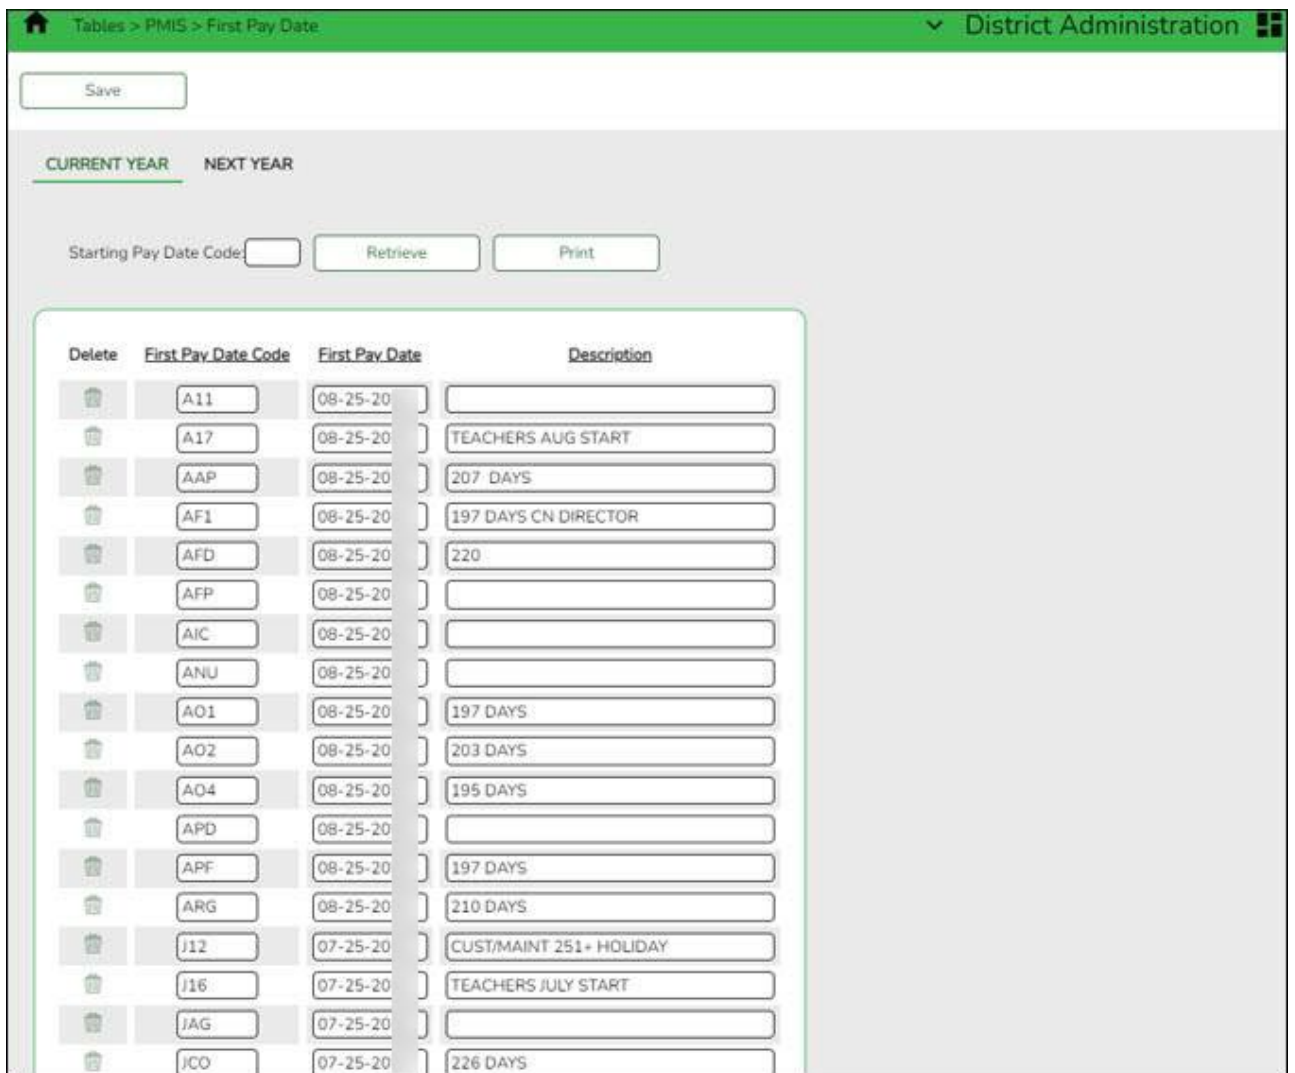 Tables > PMIS > First Pay Date District Administration
Save
CURRENT YEAR NEXT YEAR
Starting Pay Date Code: Retrieve Print
Delete First Pay Date Code First Pay Date Description
A11 08-25-20
A17 08-25-20 TEACHERS AUG START
AAP 08-25-20 207 DAYS
AF1 08-25-20 197 DAYS CN DIRECTOR
AFD 08-25-20 220
AFP 08-25-20
AIC 08-25-20
ANU 08-25-20
AO1 08-25-20 197 DAYS
AO2 08-25-20 203 DAYS
AO4 08-25-20 195 DAYS
APD 08-25-20
APF 08-25-20 197 DAYS
ARG 08-25-20 210 DAYS
J12 07-25-20 CUST/MAINT 251+ HOLIDAY
J16 07-25-20 TEACHERS JULY START
JAG 07-25-20
JCO 07-25-20 226 DAYS